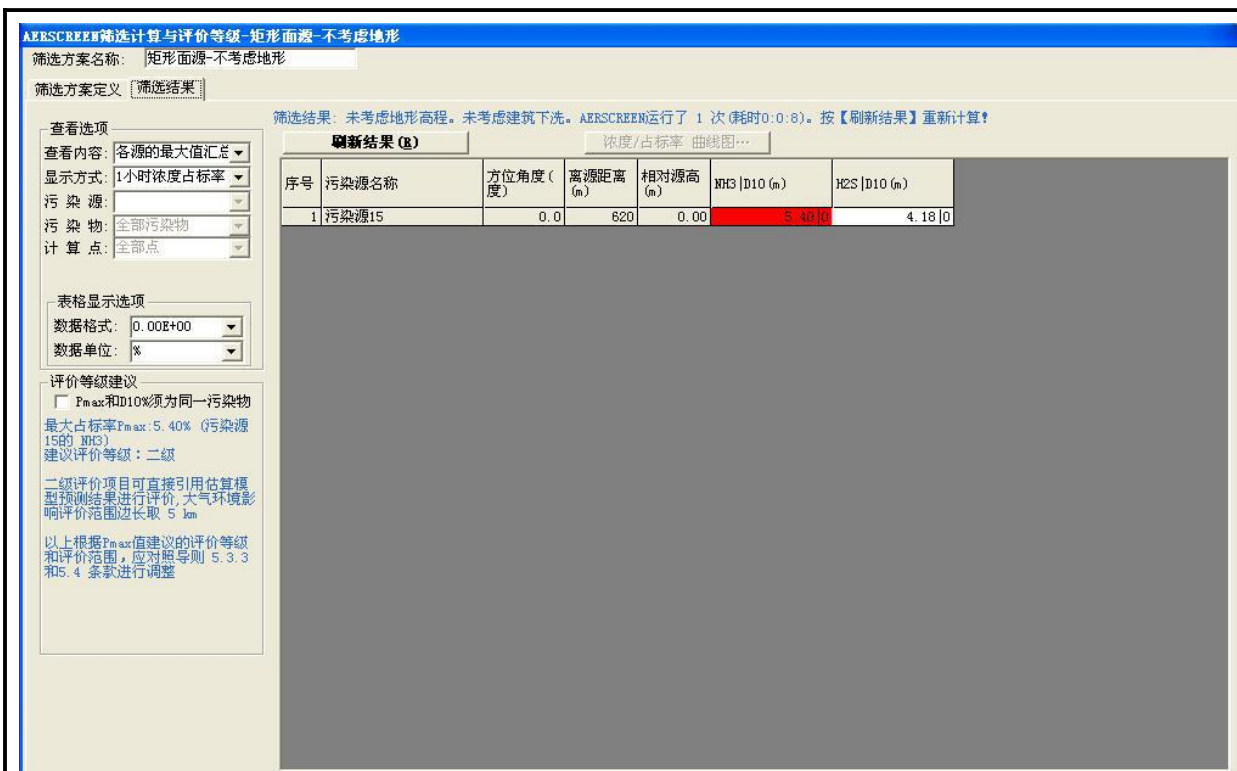 AERSCREEN筛选计算与评价等级-矩形面源-不考虑地形
筛选方案名称: 矩形面源-不考虑地形
筛选方案定义 筛选结果
筛选结果: 未考虑地形高程。未考虑建筑下洗。AERSCREEN运行了 1 次(耗时0:0:8)。按【刷新结果】重新计算!
查看选项
刷新结果(R) 浓度/占标率 曲线图…
查看内容: 各源的最大值汇总
显示方式: 1小时浓度占标率
污 染 源:
污 染 物: 全部污染物
计 算 点: 全部点
序号 污染源名称 方位角度(度) 离源距离(m) 相对源高(m) NH3|D10(m) H2S|D10(m)
1 污染源15 0.0 620 0.00 5.40|0 4.18|0
表格显示选项
数据格式: 0.00E+00
数据单位: %
评价等级建议
Pmax和D10%须为同一污染物
最大占标率Pmax:5.40% (污染源
15的 NH3)
建议评价等级:二级
二级评价项目可直接引用估算模
型预测结果进行评价,大气环境影
响评价范围边长取 5 km
以上根据Pmax值建议的评价等级
和评价范围,应对照导则 5.3.3
和5.4 条款进行调整